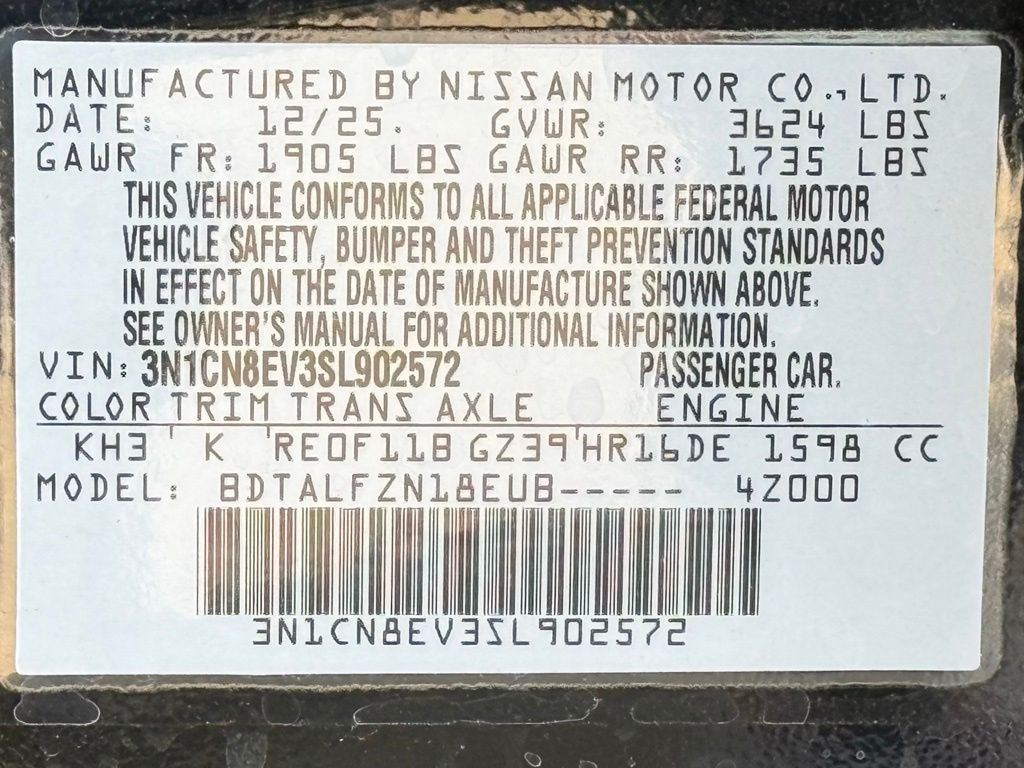 MANUFACTURED BY NISSAN MOTOR CO.,LTD.
DATE: 12/25. GVWR: 3624 LBS
GAWR FR: 1905 LBS GAWR RR: 1735 LBS
THIS VEHICLE CONFORMS TO ALL APPLICABLE FEDERAL MOTOR
VEHICLE SAFETY, BUMPER AND THEFT PREVENTION STANDARDS
IN EFFECT ON THE DATE OF MANUFACTURE SHOWN ABOVE.
SEE OWNER'S MANUAL FOR ADDITIONAL INFORMATION.
VIN: 3N1CN8EV3SL902572 PASSENGER CAR.
COLOR TRIM TRANS AXLE ENGINE
KH3 K RE0F11B GZ39 HR16DE 1598 CC
MODEL: BDTALFZN18EUB----- 4Z000
3N1CN8EV3SL902572